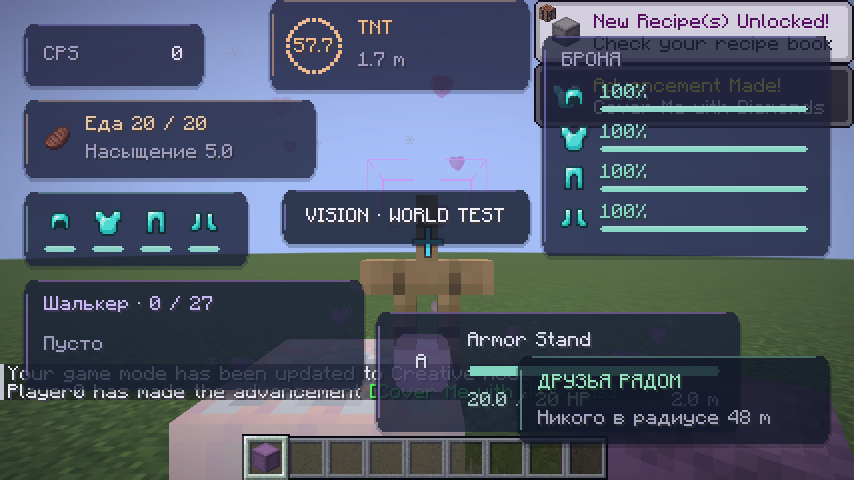 CPS 0
57.7
TNT
1.7 m
New Recipe(s) Unlocked!
Check your recipe book
БРОНЯ
Advancement Made!
Cover Me with Diamonds
100%
100%
100%
100%
Еда 20 / 20
Насыщение 5.0
VISION · WORLD TEST
Шалькер · 0 / 27
Пусто
A
Armor Stand
20.0 / 20 HP
2.0 m
ДРУЗЬЯ РЯДОМ
Никого в радиусе 48 m
Your game mode has been updated to Creative Mode
Player0 has made the advancement [Cover Me with